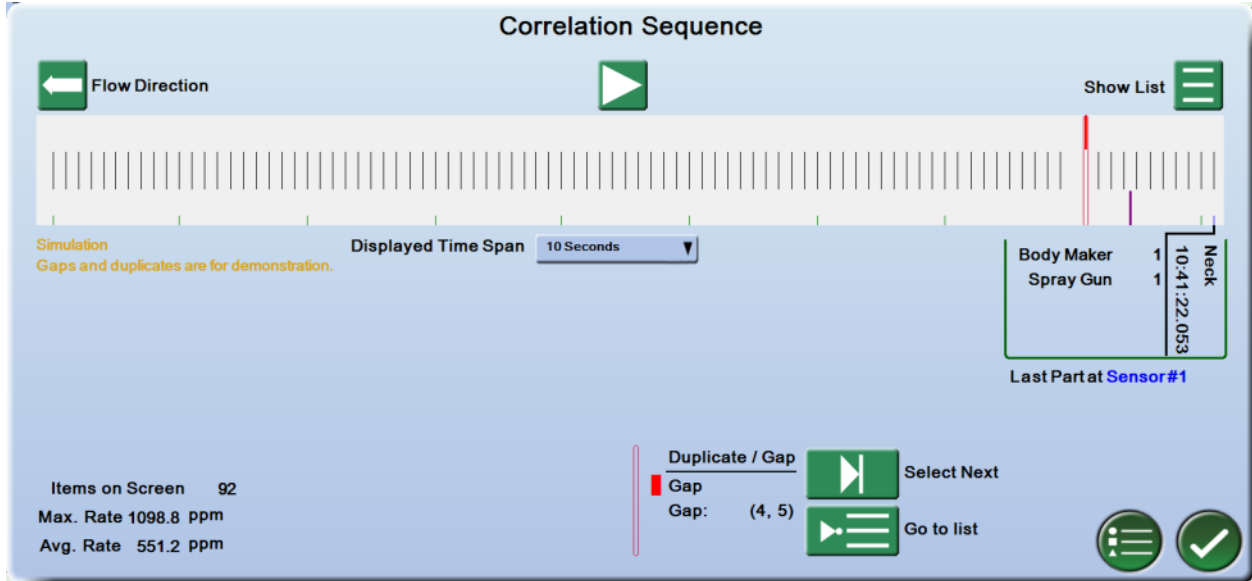 Correlation Sequence
Flow Direction
Show List
Simulation
Gaps and duplicates are for demonstration.
Displayed Time Span
10 Seconds
Body Maker 1
Spray Gun 1
Neck
10:41:22.053
Last Part at Sensor#1
Items on Screen 92
Max. Rate 1098.8 ppm
Avg. Rate 551.2 ppm
Duplicate / Gap
Gap
Gap: (4, 5)
Select Next
Go to list